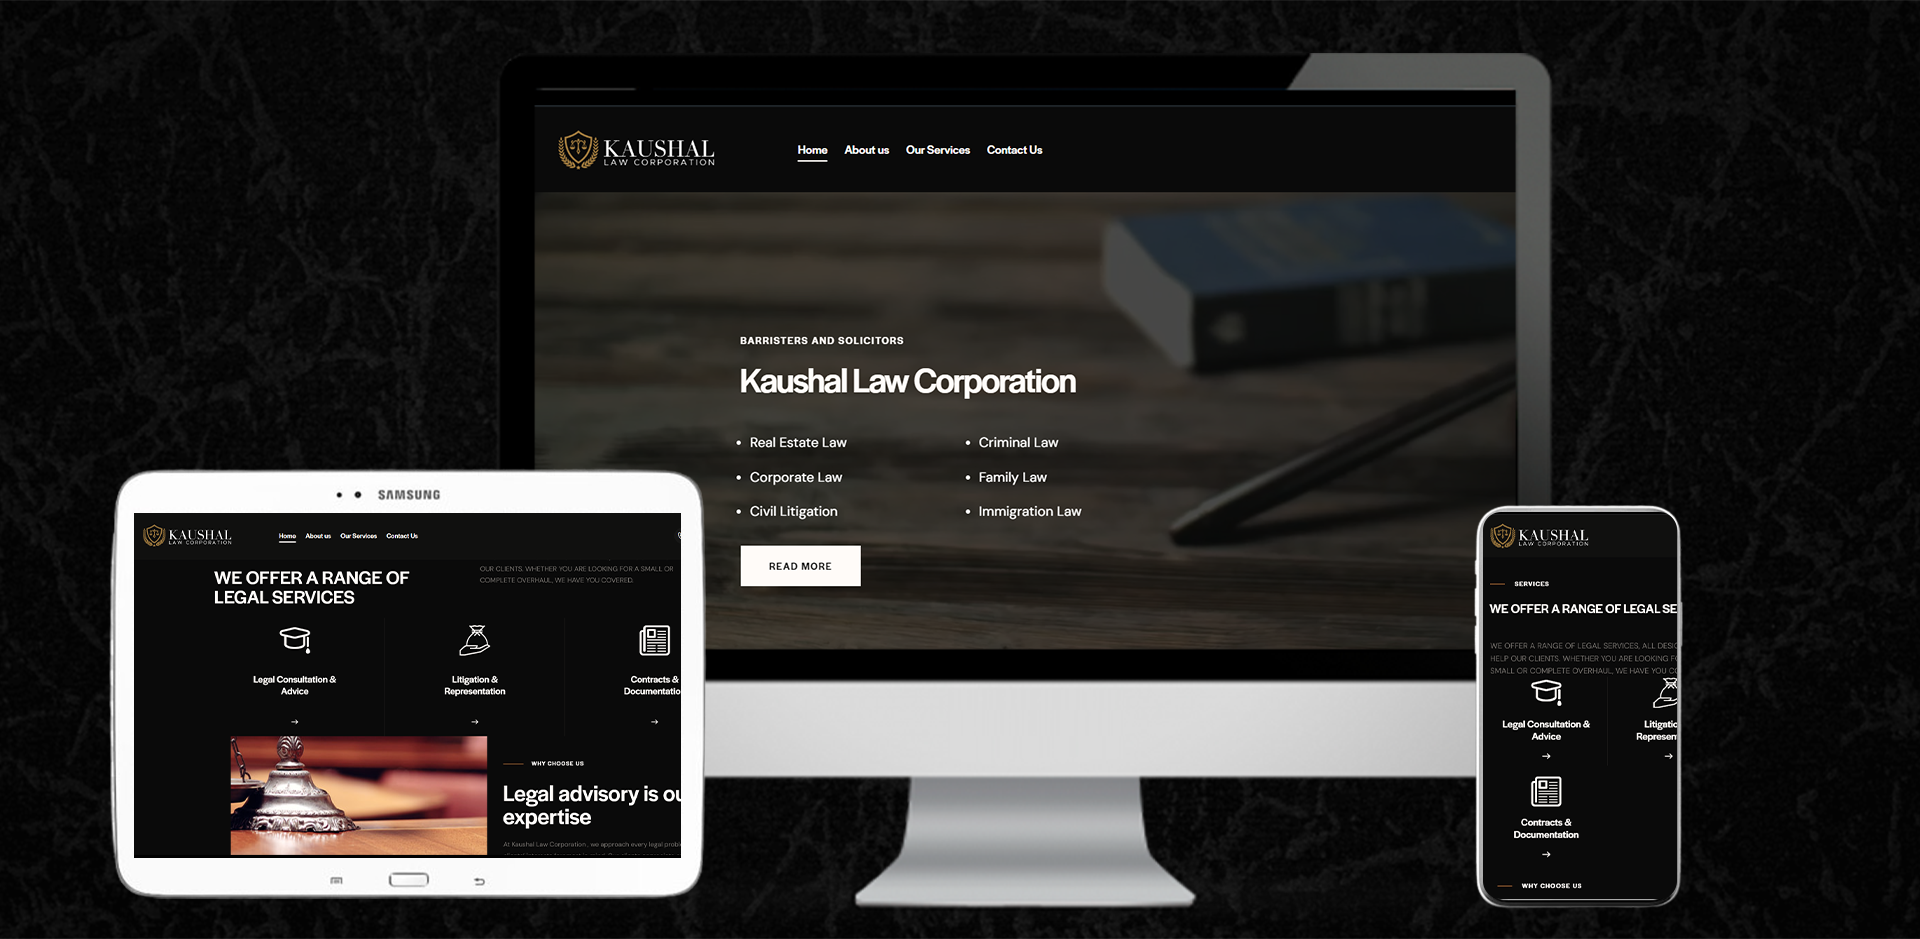 KAUSHAL
LAW CORPORATION
Home About us Our Services Contact Us
BARRISTERS AND SOLICITORS
Kaushal Law Corporation
• Real Estate Law
• Corporate Law
• Civil Litigation
• Criminal Law
• Family Law
• Immigration Law
READ MORE
SAMSUNG
KAUSHAL
LAW CORPORATION
Home About us Our Services Contact Us
WE OFFER A RANGE OF
LEGAL SERVICES
OUR CLIENTS. WHETHER YOU ARE LOOKING FOR A SMALL OR
COMPLETE OVERHAUL, WE HAVE YOU COVERED.
Legal Consultation &
Advice
Litigation &
Representation
Contracts &
Documentatio
WHY CHOOSE US
Legal advisory is ou
expertise
At Kaushal Law Corporation, we approach every legal proble
KAUSHAL
LAW CORPORATION
SERVICES
WE OFFER A RANGE OF LEGAL SE
WE OFFER A RANGE OF LEGAL SERVICES, ALL DESIG
HELP OUR CLIENTS. WHETHER YOU ARE LOOKING F
SMALL OR COMPLETE OVERHAUL, WE HAVE YOU CO
Legal Consultation &
Advice
Litigatio
Represen
Contracts &
Documentation
WHY CHOOSE US